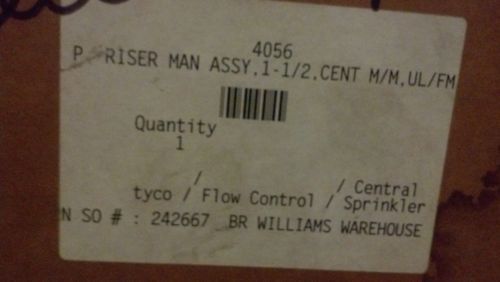 4056
P RISER MAN ASSY,1-1/2,CENT M/M,UL/FM
Quantity
1
/ / Central
tyco / Flow Control / Sprinkler
N SO # : 242667 BR WILLIAMS WAREHOUSE